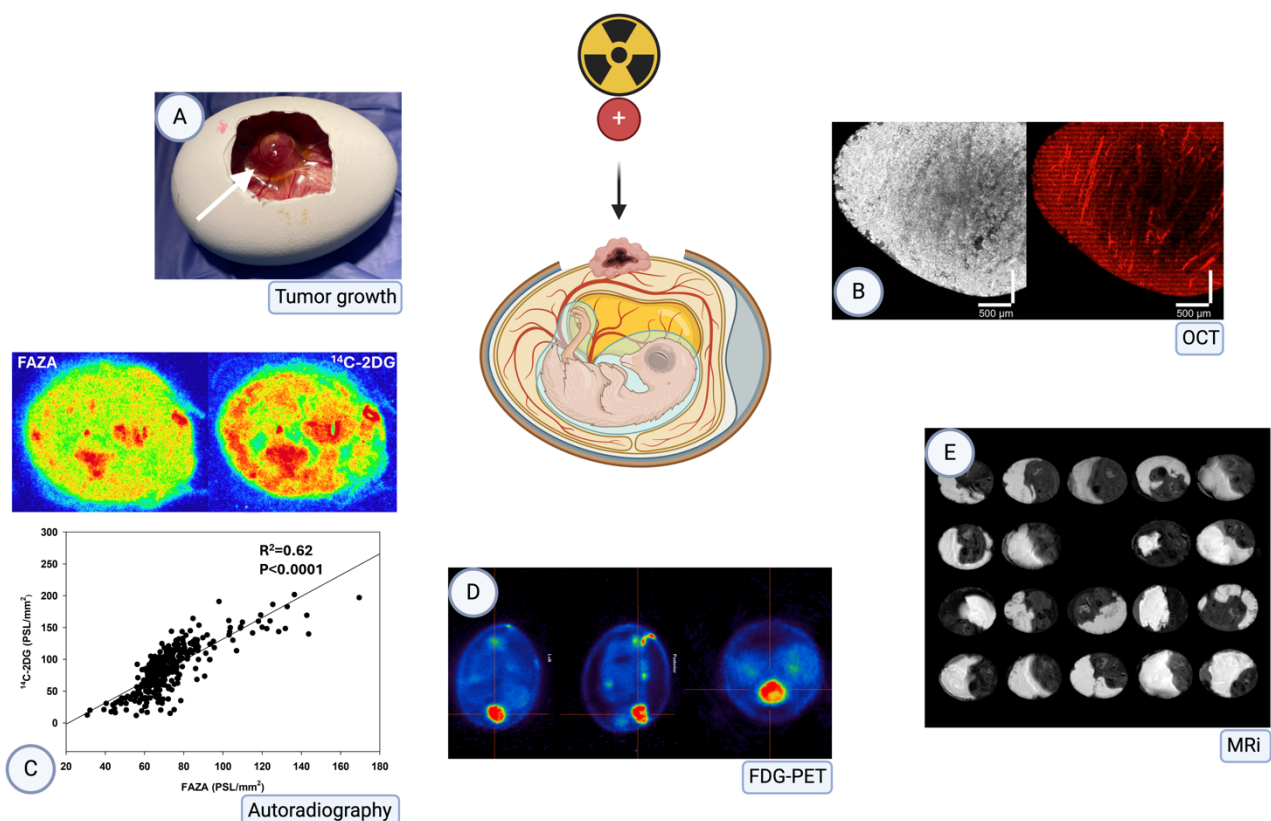 A
Tumor growth
+
B
500 µm
500 µm
OCT
FAZA
¹⁴C-2DG
R²=0.62
P<0.0001
300
250
200
150
100
50
0
¹⁴C-2DG (PSL/mm²)
20 40 60 80 100 120 140 160 180
FAZA (PSL/mm²)
C
Autoradiography
D
Left
Posterior
FDG-PET
E
MRi